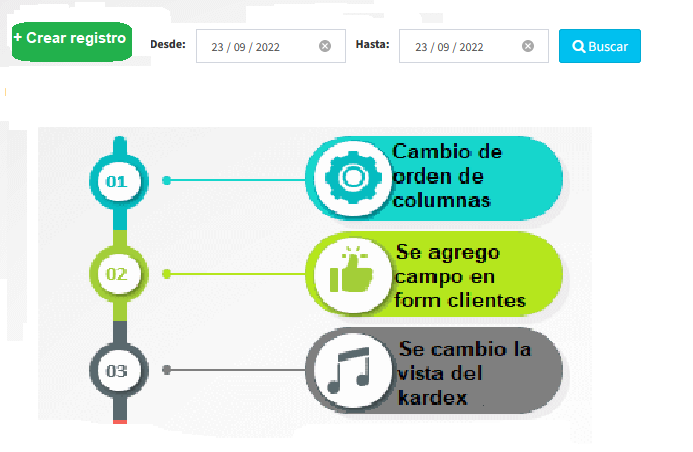 + Crear registro Desde: 23 / 09 / 2022 Hasta: 23 / 09 / 2022 Buscar
01
Cambio de
orden de
columnas
02
Se agrego
campo en
form clientes
03
Se cambio la
vista del
kardex